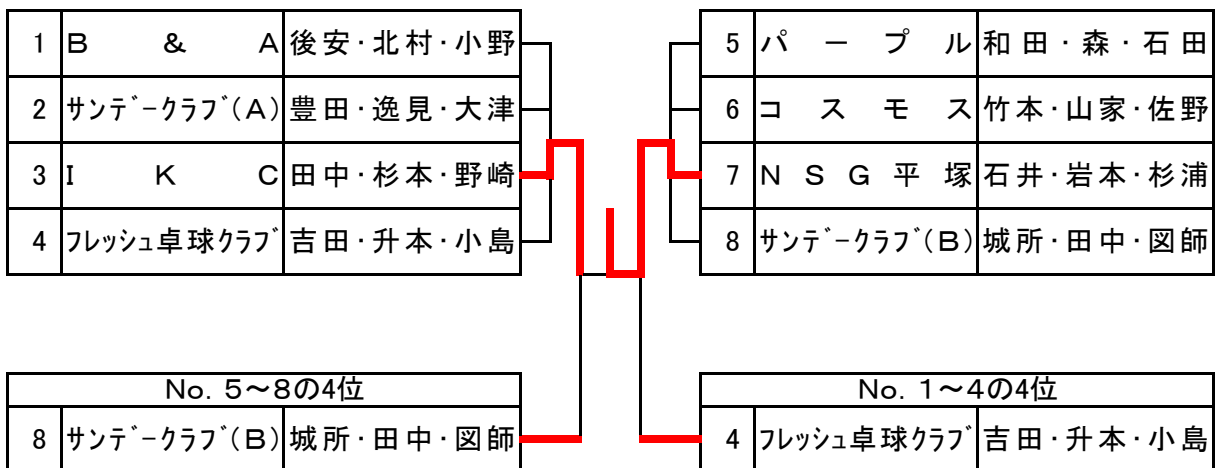 1 B & A 後安・北村・小野
2 サンデークラブ(A) 豊田・逸見・大津
3 I K C 田中・杉本・野崎
4 フレッシュ卓球クラブ 吉田・升本・小島
5 パープル 和田・森・石田
6 コスモス 竹本・山家・佐野
7 NSG平塚 石井・岩本・杉浦
8 サンデークラブ(B) 城所・田中・図師
No. 5～8の4位
8 サンデークラブ(B) 城所・田中・図師
No. 1～4の4位
4 フレッシュ卓球クラブ 吉田・升本・小島